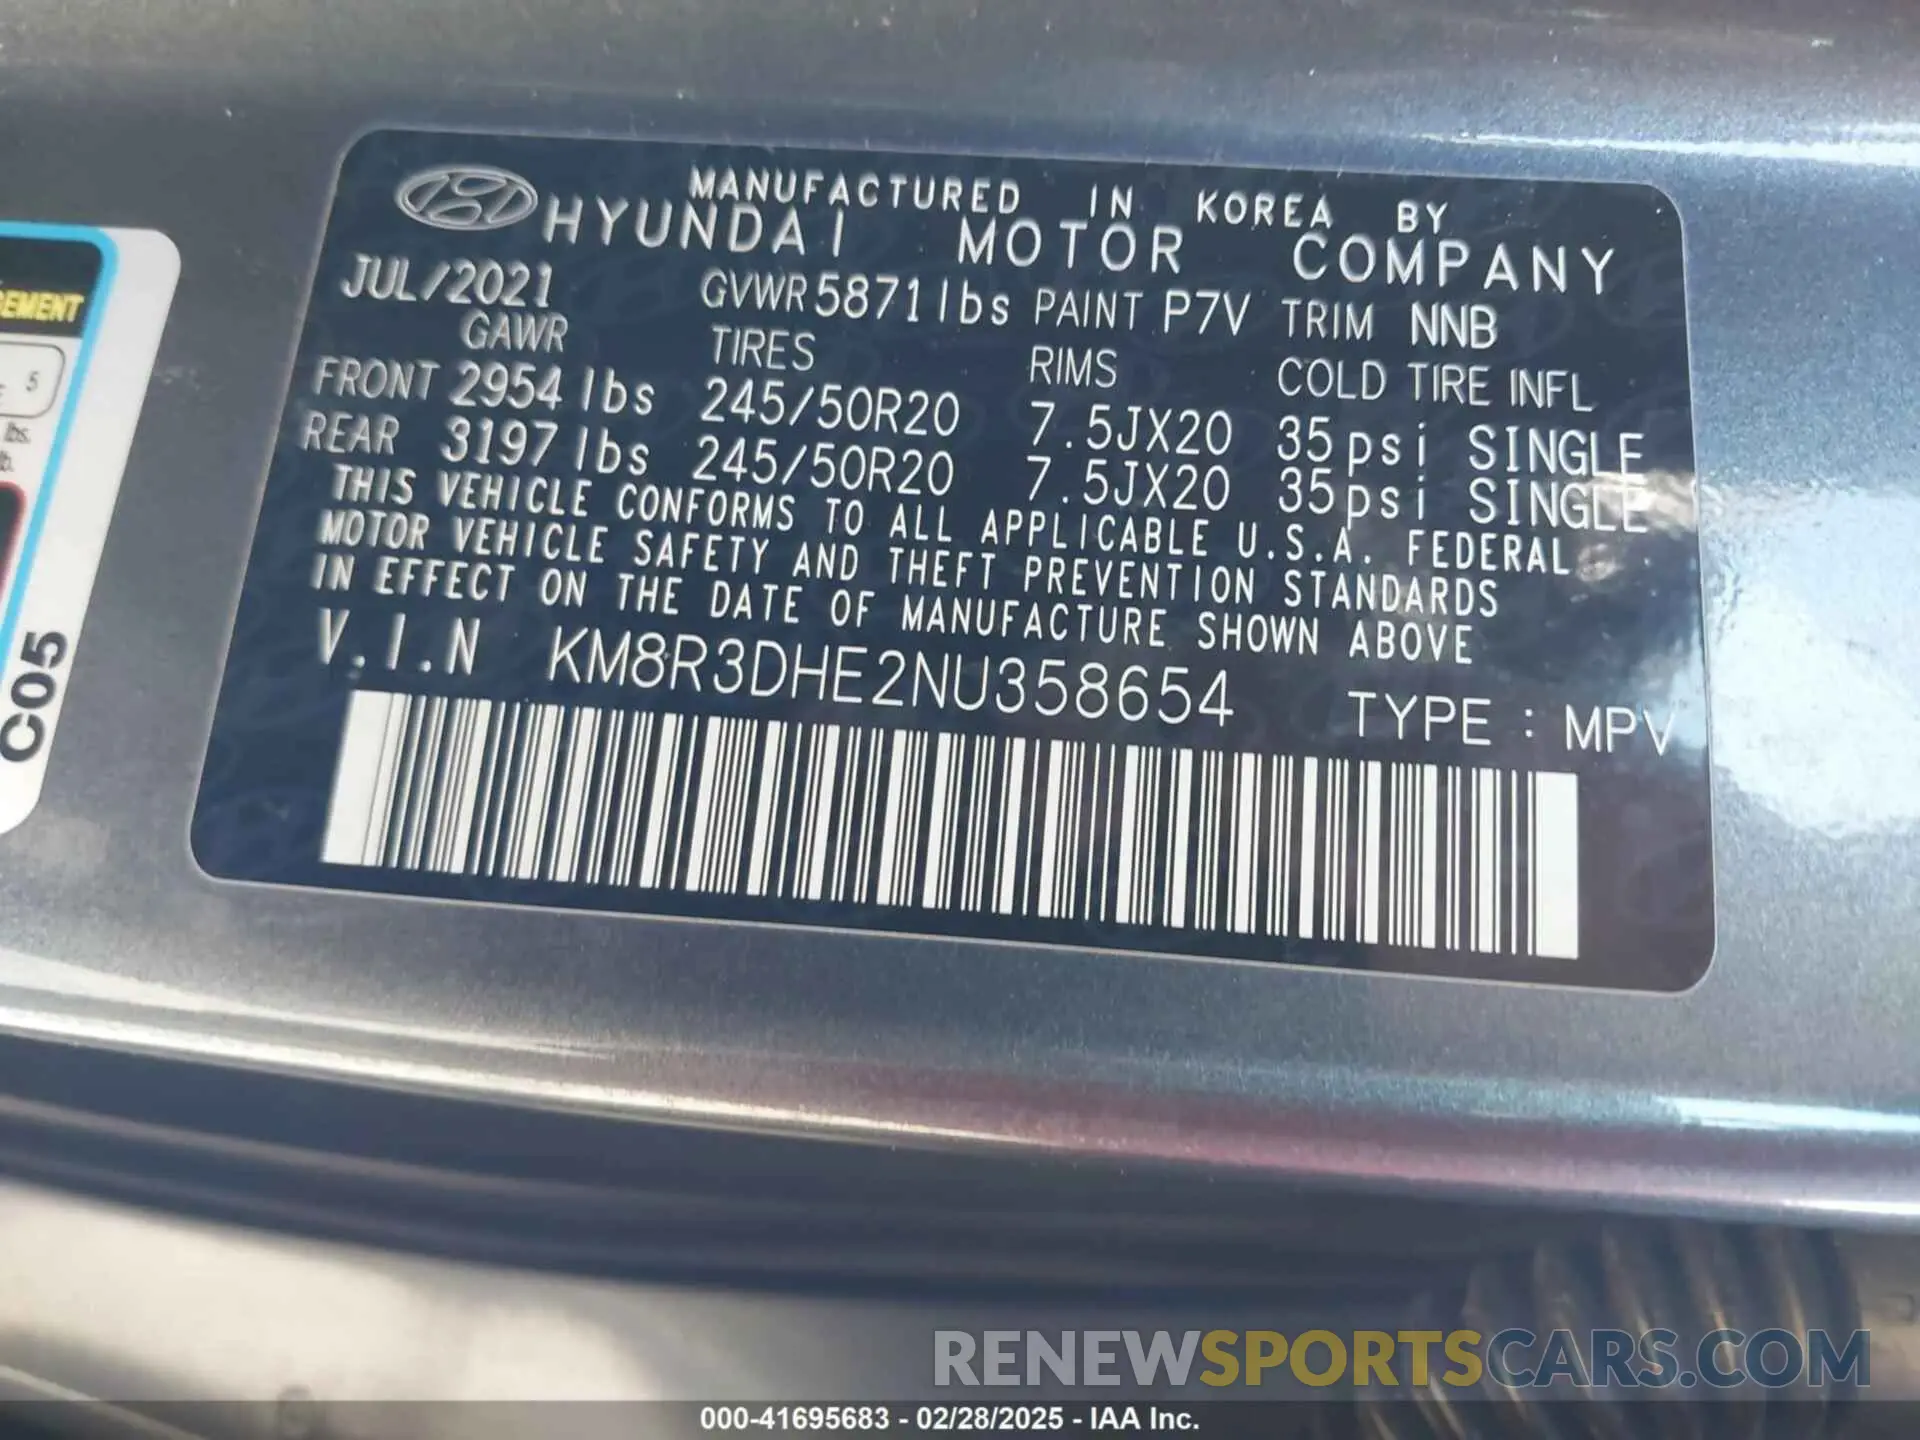 MANUFACTURED IN KOREA BY
HYUNDAI MOTOR COMPANY
JUL/2021 GVWR 5871lbs PAINT P7V TRIM NNB
GAWR TIRES RIMS COLD TIRE INFL
FRONT 2954 lbs 245/50R20 7.5JX20 35psi SINGLE
REAR 3197 lbs 245/50R20 7.5JX20 35psi SINGLE
THIS VEHICLE CONFORMS TO ALL APPLICABLE U.S.A. FEDERAL
MOTOR VEHICLE SAFETY AND THEFT PREVENTION STANDARDS
IN EFFECT ON THE DATE OF MANUFACTURE SHOWN ABOVE
V.I.N KM8R3DHE2NU358654 TYPE : MPV
5
lbs.
lb.
C05
RENEWSPORTSCARS.COM
000-41695683 - 02/28/2025 - IAA Inc.